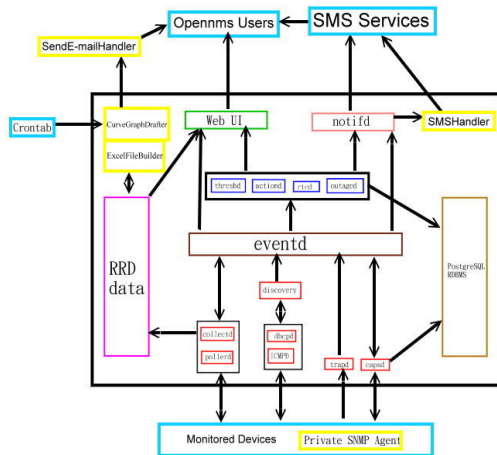 Opennms Users
SMS Services
SendE-mailHandler
Crontab
CurveGraphDrafter
Web UI
notifd
SMSHandler
ExcelFileBuilder
threshd
actiond
rtcd
outaged
eventd
RRD
data
PostgreSQL
RDBMS
discovery
collectd
dhcpd
pollerd
ICMPD
trapd
capsd
Monitored Devices
Private SNMP Agent